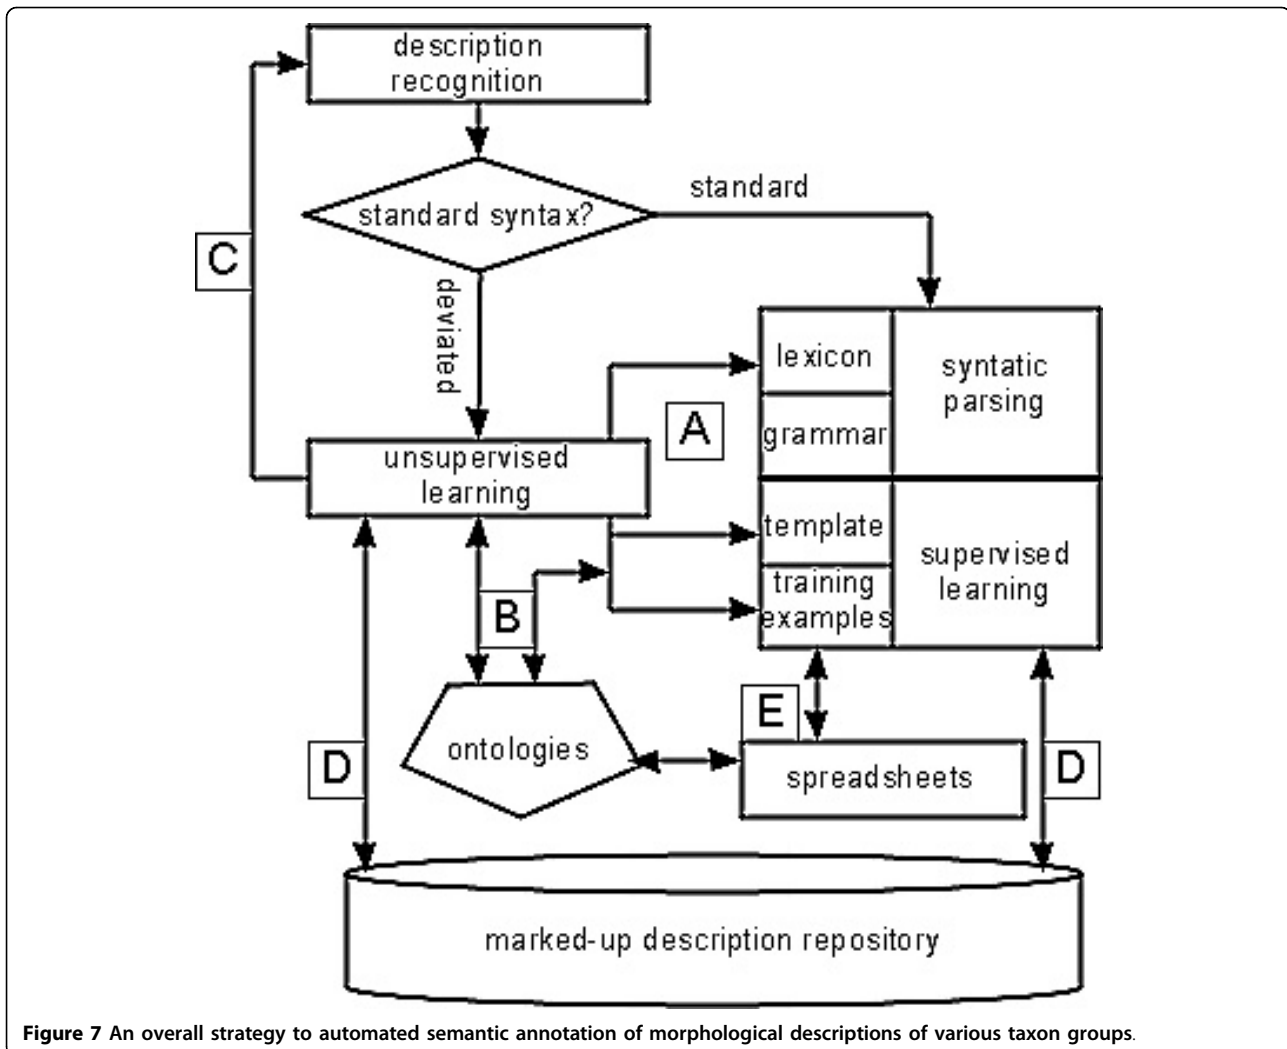 description
recognition
standard
standard syntax?
C
deviated
lexicon
syntatic
parsing
A
grammar
unsupervised
learning
template
supervised
learning
training
examples
B
E
ontologies
D
spreadsheets
D
marked-up description repository
Figure 7 An overall strategy to automated semantic annotation of morphological descriptions of various taxon groups.